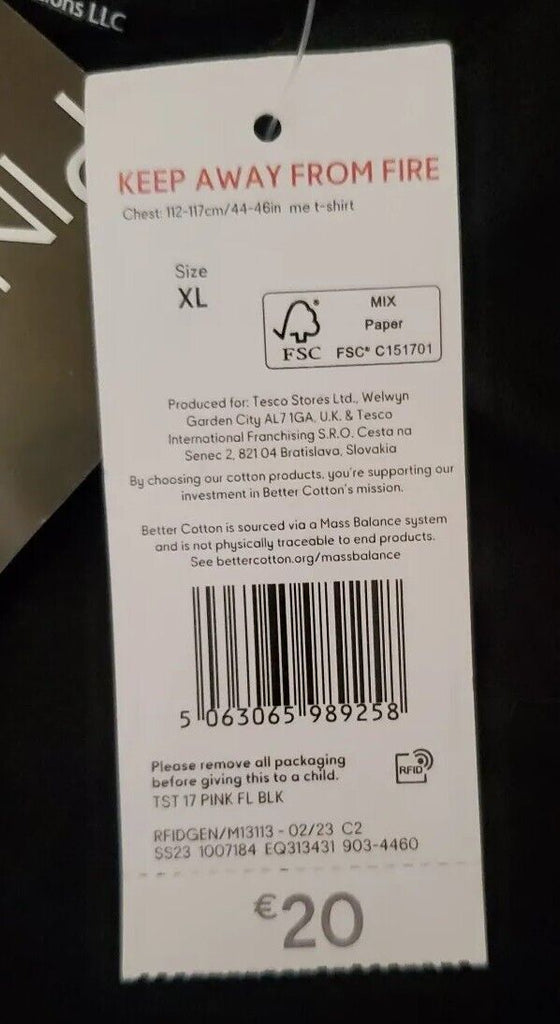 ons LLC
KEEP AWAY FROM FIRE
Chest: 112-117cm/44-46in me t-shirt
Size
XL
MIX
Paper
FSC® C151701
FSC
Produced for: Tesco Stores Ltd., Welwyn
Garden City AL7 1GA, U.K. & Tesco
International Franchising S.R.O. Cesta na
Senec 2, 821 04 Bratislava, Slovakia
By choosing our cotton products, you're supporting our
investment in Better Cotton's mission.
Better Cotton is sourced via a Mass Balance system
and is not physically traceable to end products.
See bettercotton.org/massbalance
5 063065 989258
Please remove all packaging
before giving this to a child.
RFID
TST 17 PINK FL BLK
RFIDGEN/M13113 - 02/23 C2
SS23 1007184 EQ313431 903-4460
€20